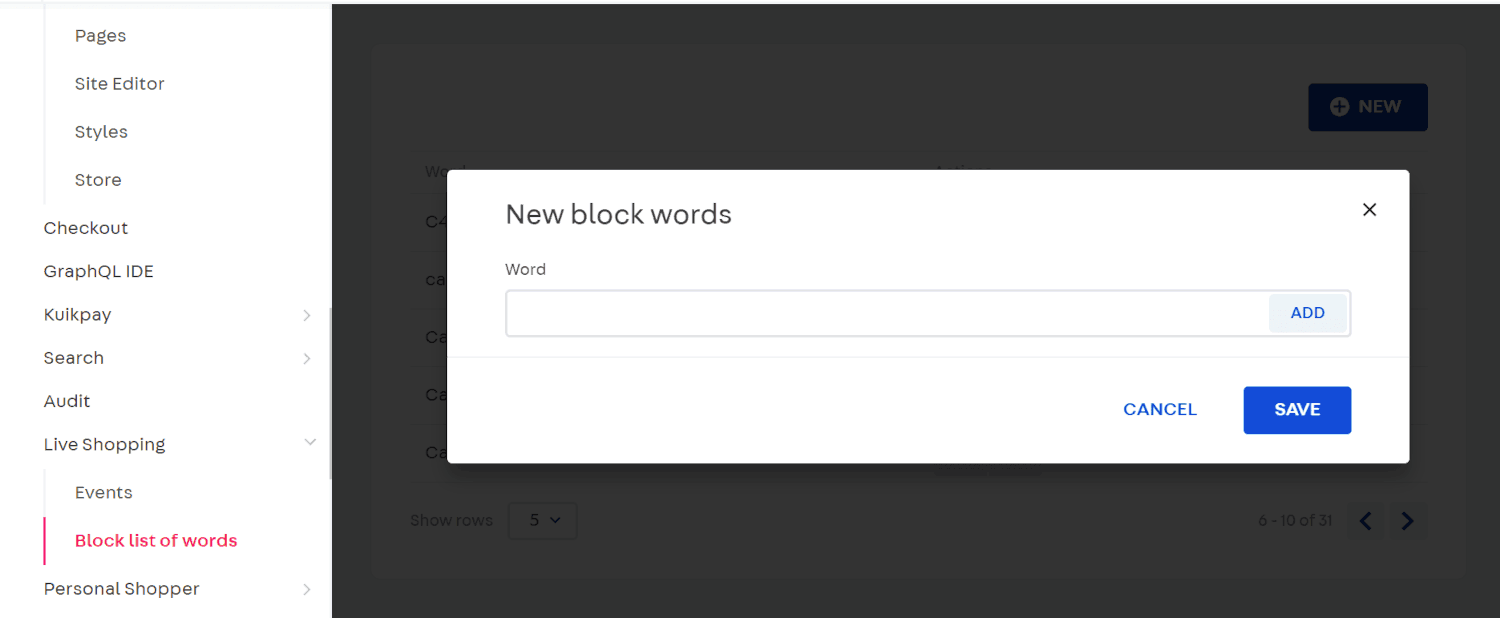 Pages
Site Editor
Styles
Store
Checkout
GraphQL IDE
Kuikpay
Search
Audit
Live Shopping
Events
Block list of words
Personal Shopper
NEW
New block words
Word
ADD
CANCEL
SAVE
Show rows
5
6 - 10 of 31